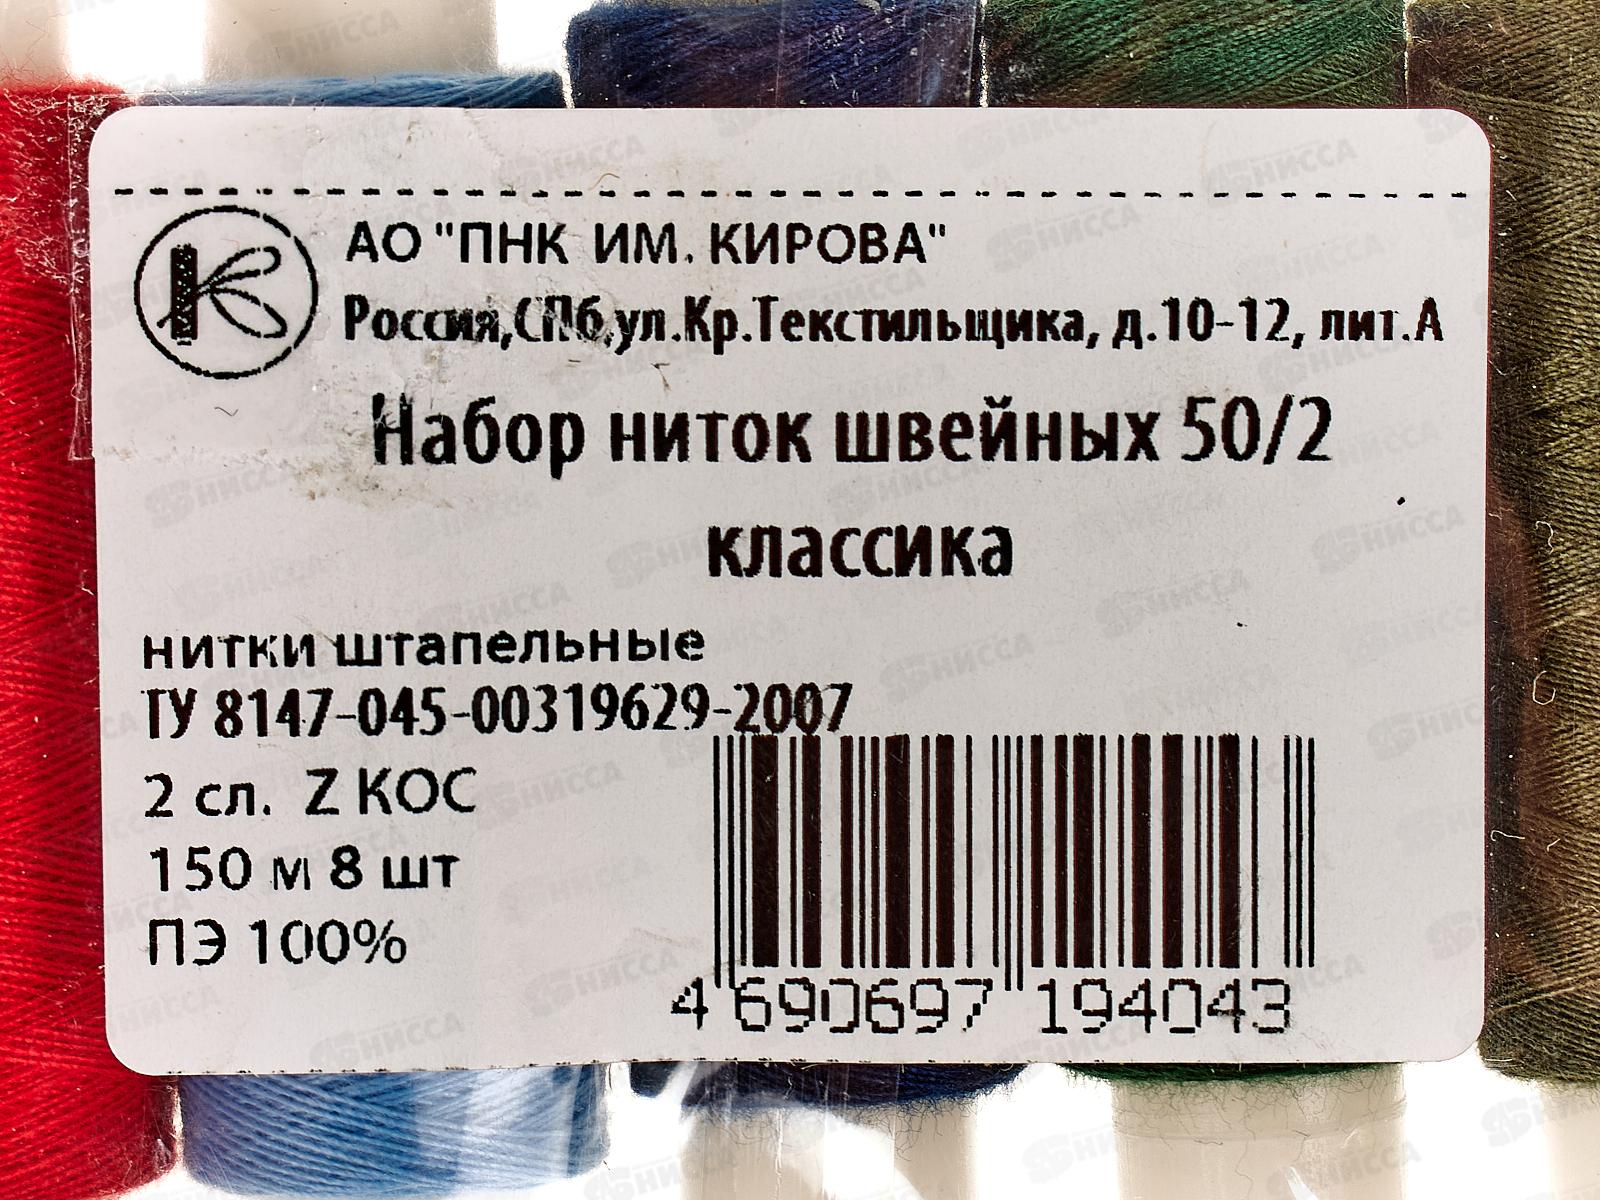 АО "ПНК ИМ. КИРОВА"
Россия,СПб,ул.Кр.Текстильщика, д.10-12, лит.А
Набор ниток швейных 50/2
классика
нитки штапельные
ТУ 8147-045-00319629-2007
2 сл. Z КОС
150 м 8 шт
ПЭ 100%
4 690697 194043
НИССА